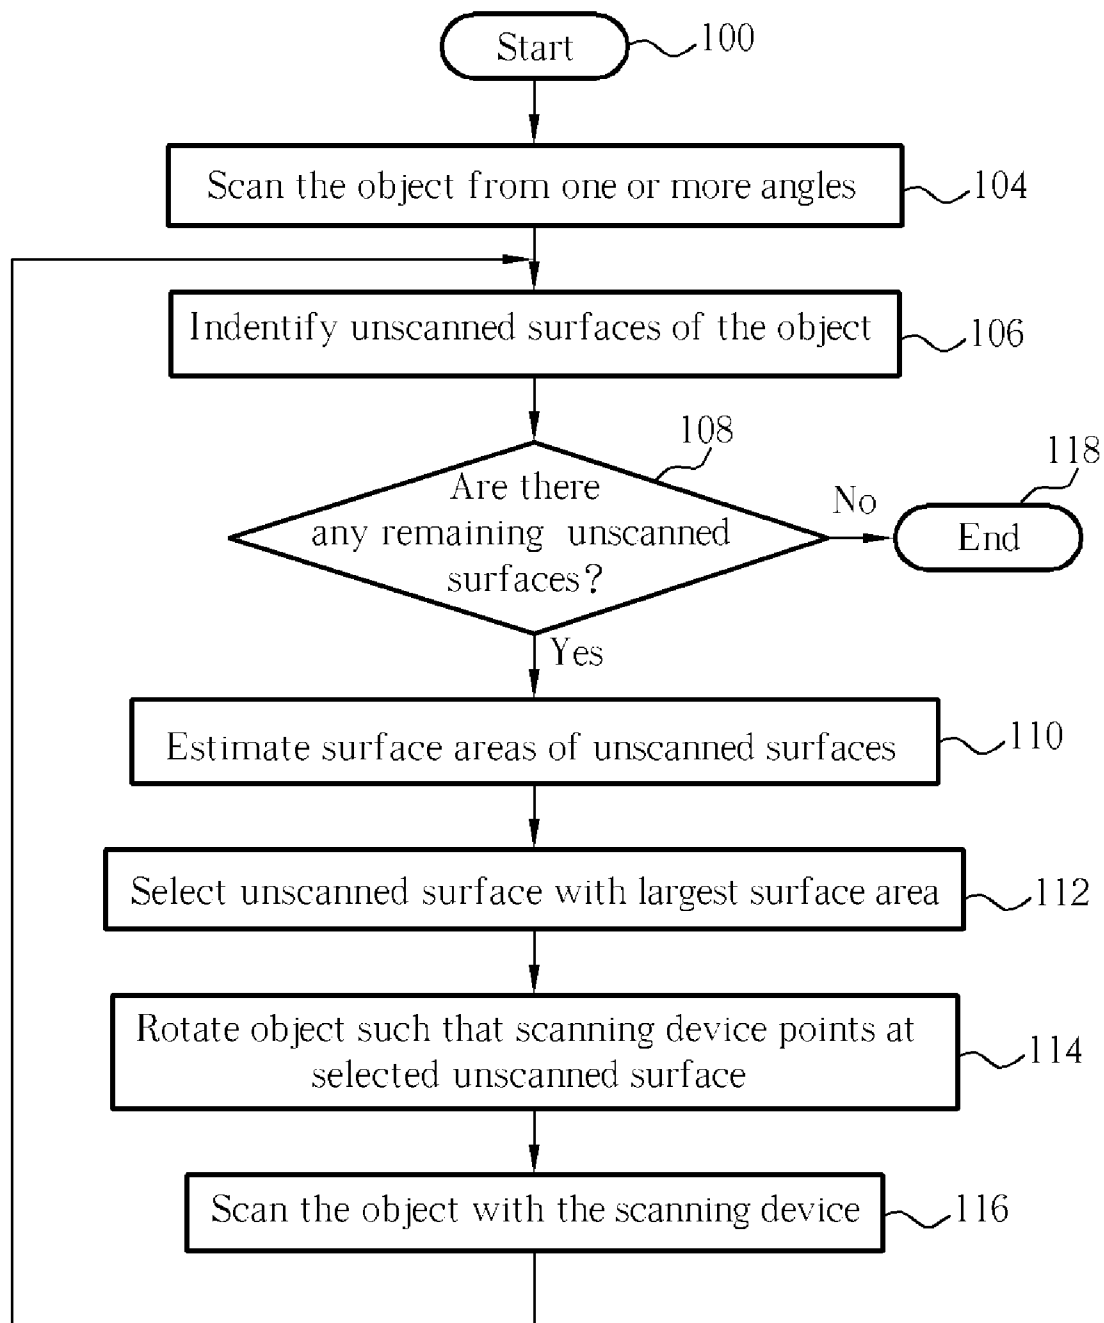 Start
100
Scan the object from one or more angles
104
Indentify unscanned surfaces of the object
106
108
Are there
any remaining unscanned
surfaces?
No
118
End
Yes
Estimate surface areas of unscanned surfaces
110
Select unscanned surface with largest surface area
112
Rotate object such that scanning device points at
selected unscanned surface
114
Scan the object with the scanning device
116